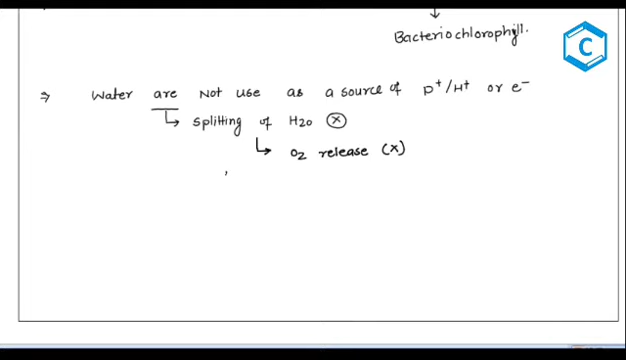 ↓
Bacteriochlorophyll.
⇒ Water are Not use as a source of P⁺/H⁺ or e⁻
↳ splitting of H2O ⓧ
↳ O2 release (x)
C